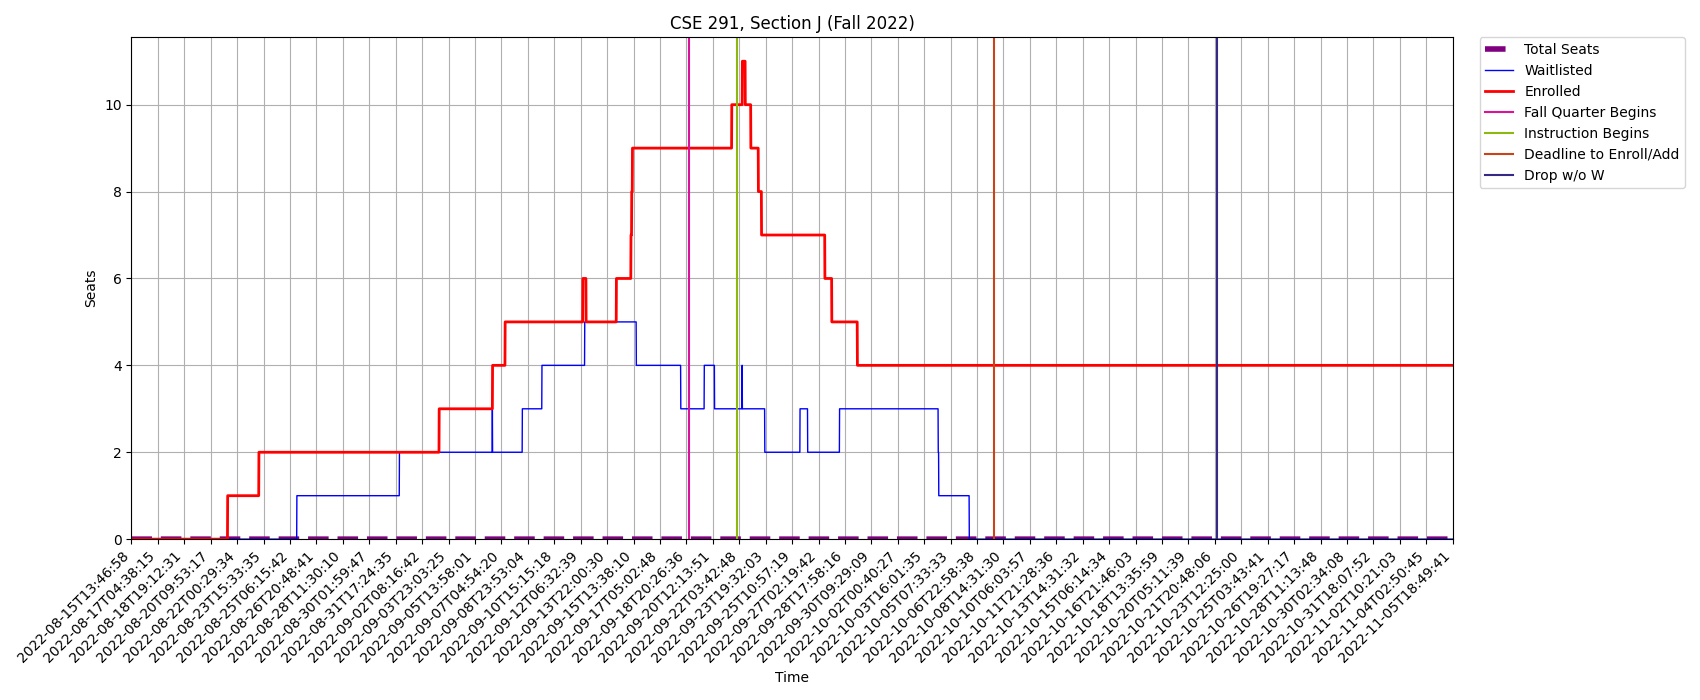 CSE 291, Section J (Fall 2022)
Total Seats
Waitlisted
Enrolled
Fall Quarter Begins
Instruction Begins
Deadline to Enroll/Add
Drop w/o W
Seats
10
8
6
4
2
0
2022-08-15T13:46:58
2022-08-17T04:38:15
2022-08-18T19:12:31
2022-08-20T09:53:17
2022-08-22T00:29:34
2022-08-23T15:33:35
2022-08-25T06:15:42
2022-08-26T20:48:41
2022-08-28T11:30:10
2022-08-30T01:59:47
2022-08-31T17:24:35
2022-09-02T08:16:42
2022-09-03T23:03:25
2022-09-05T13:58:01
2022-09-07T04:54:20
2022-09-08T23:53:04
2022-09-10T15:15:18
2022-09-12T06:32:39
2022-09-13T22:00:30
2022-09-15T13:38:10
2022-09-17T05:02:48
2022-09-18T20:26:36
2022-09-20T12:13:51
2022-09-22T03:42:48
2022-09-23T19:32:03
2022-09-25T10:57:19
2022-09-27T02:19:42
2022-09-28T17:58:16
2022-09-30T09:29:09
2022-10-02T00:40:27
2022-10-03T16:01:35
2022-10-05T07:33:33
2022-10-06T22:58:38
2022-10-08T14:31:30
2022-10-10T06:03:57
2022-10-11T21:28:36
2022-10-13T14:31:32
2022-10-15T06:14:34
2022-10-16T21:46:03
2022-10-18T13:35:59
2022-10-20T05:11:39
2022-10-21T20:48:06
2022-10-23T12:25:00
2022-10-25T03:43:41
2022-10-26T19:27:17
2022-10-28T11:13:48
2022-10-30T02:34:08
2022-10-31T18:07:52
2022-11-02T10:21:03
2022-11-04T02:50:45
2022-11-05T18:49:41
Time